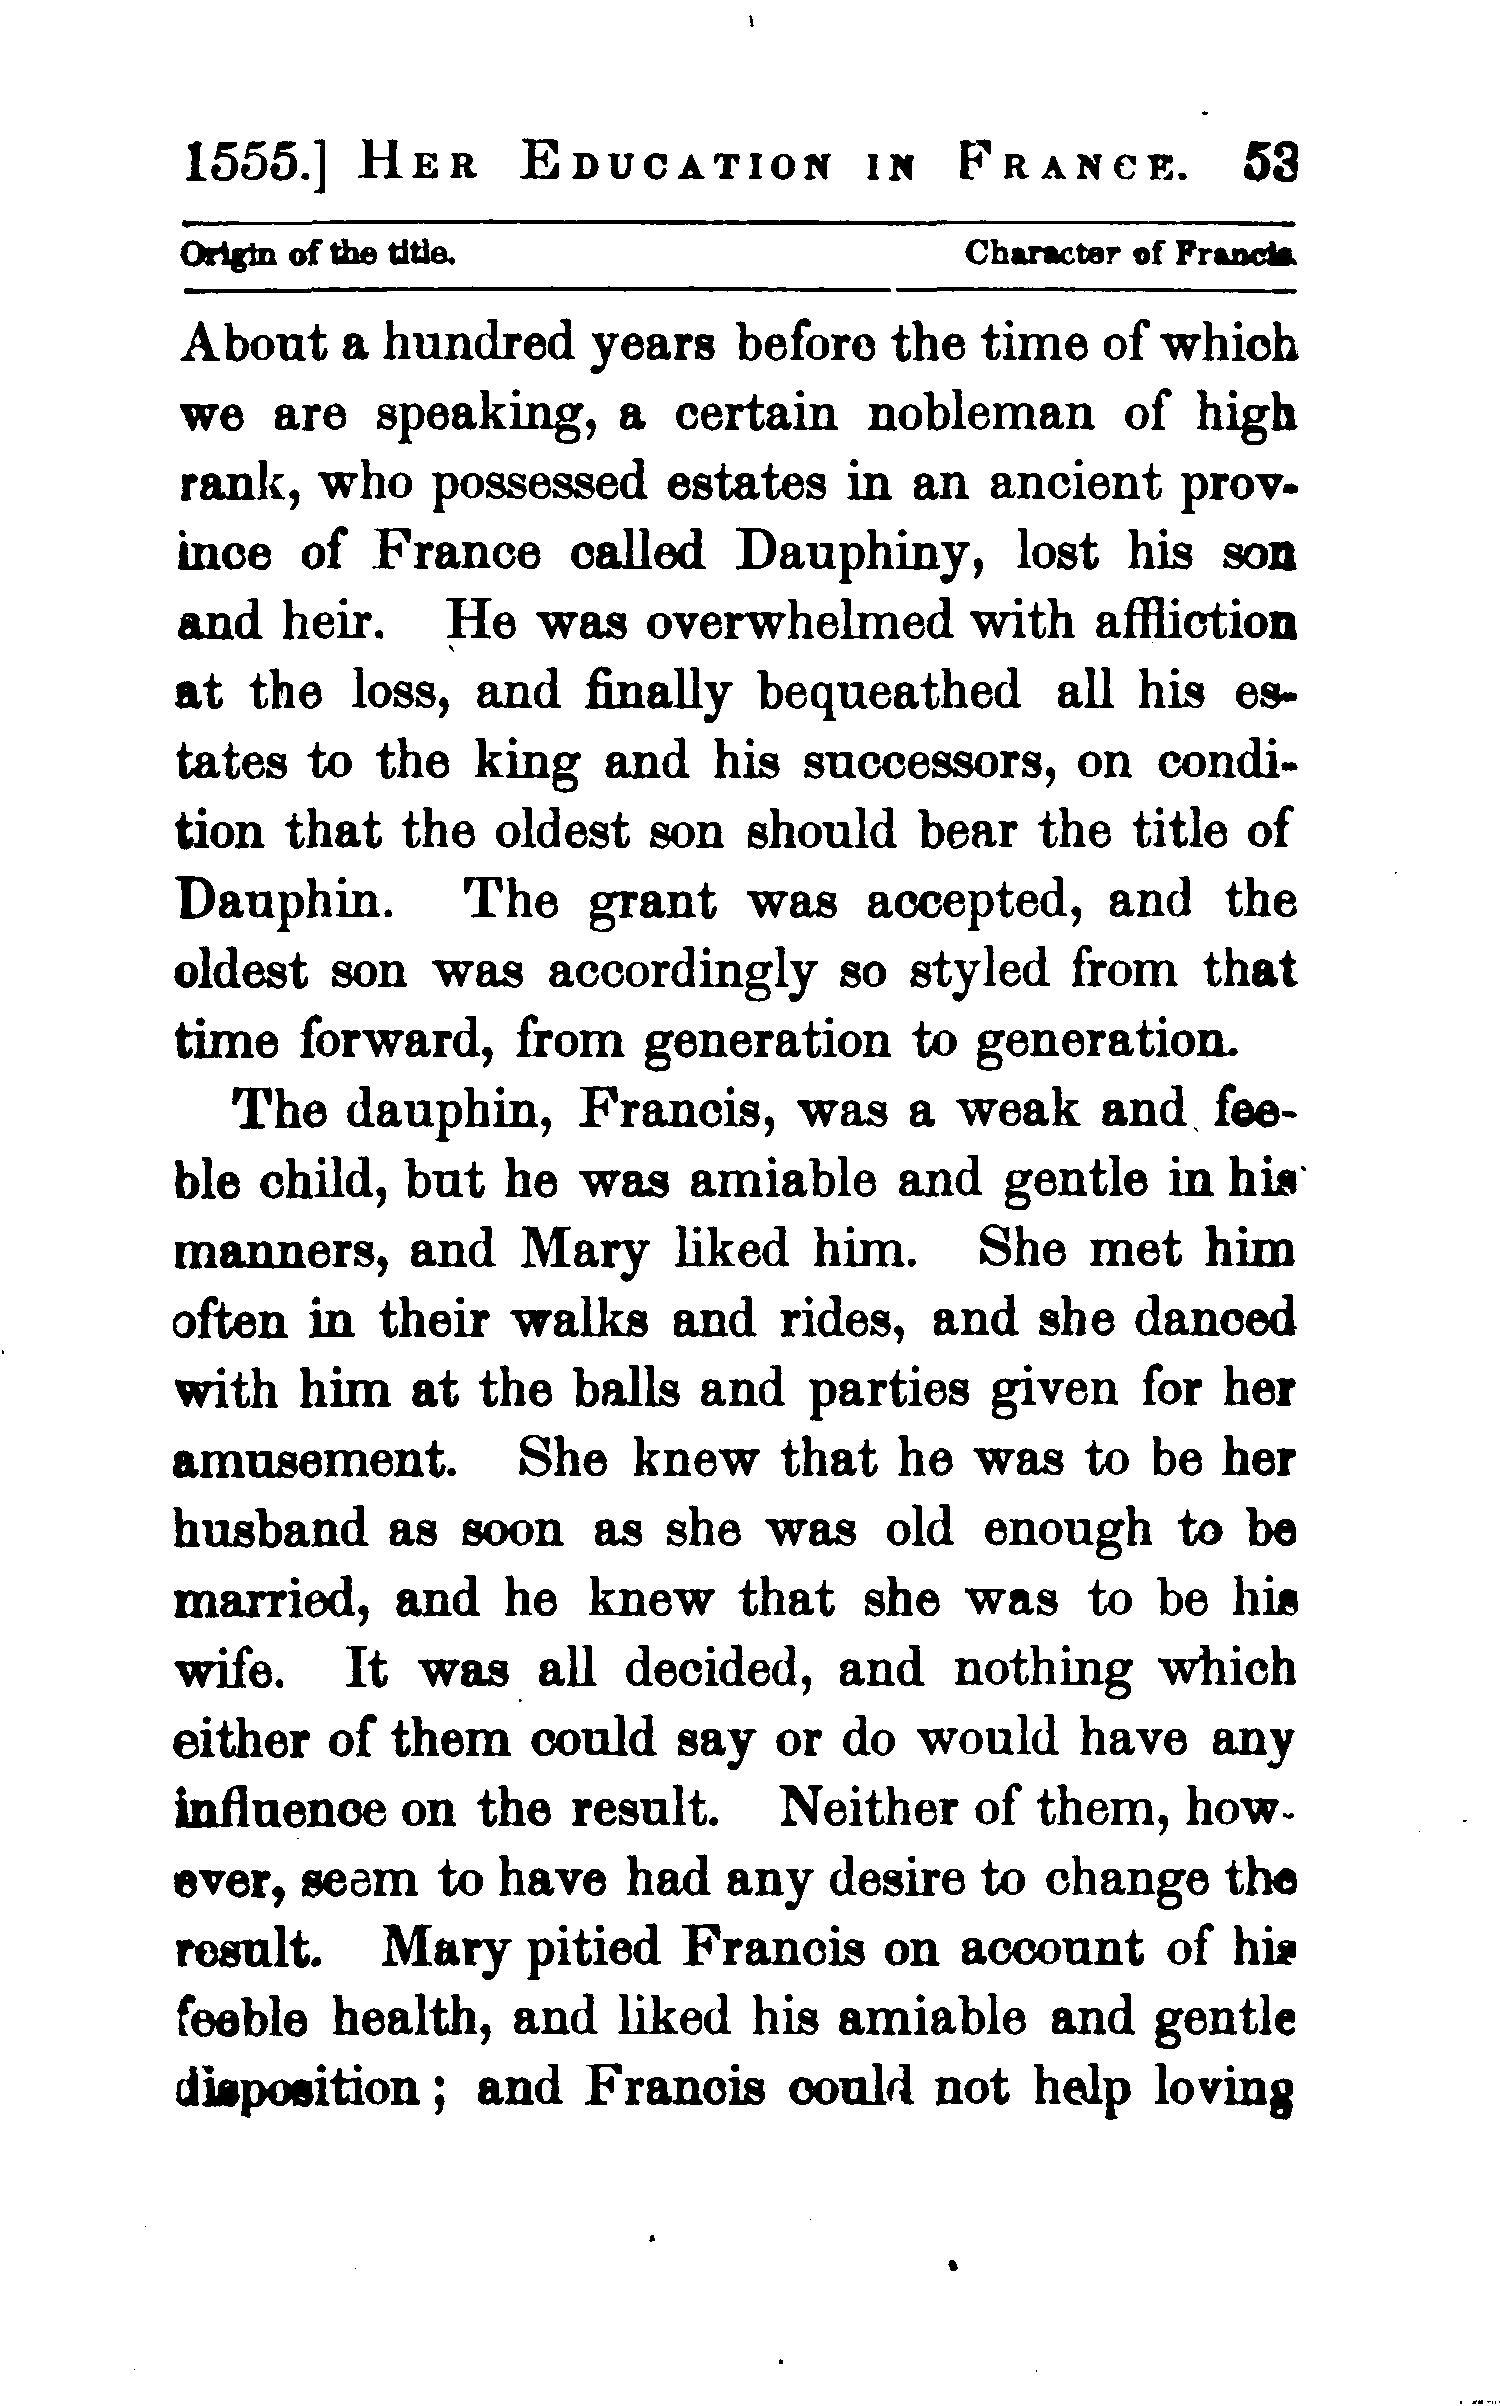 1555.] HER EDUCATION IN FRANCE. 53
Origin of the title. Character of Francis.
About a hundred years before the time of which
we are speaking, a certain nobleman of high
rank, who possessed estates in an ancient prov-
ince of France called Dauphiny, lost his son
and heir. He was overwhelmed with affliction
at the loss, and finally bequeathed all his es-
tates to the king and his successors, on condi-
tion that the oldest son should bear the title of
Dauphin. The grant was accepted, and the
oldest son was accordingly so styled from that
time forward, from generation to generation.
The dauphin, Francis, was a weak and fee-
ble child, but he was amiable and gentle in his
manners, and Mary liked him. She met him
often in their walks and rides, and she danced
with him at the balls and parties given for her
amusement. She knew that he was to be her
husband as soon as she was old enough to be
married, and he knew that she was to be his
wife. It was all decided, and nothing which
either of them could say or do would have any
influence on the result. Neither of them, how-
ever, seem to have had any desire to change the
result. Mary pitied Francis on account of his
feeble health, and liked his amiable and gentle
disposition; and Francis could not help loving